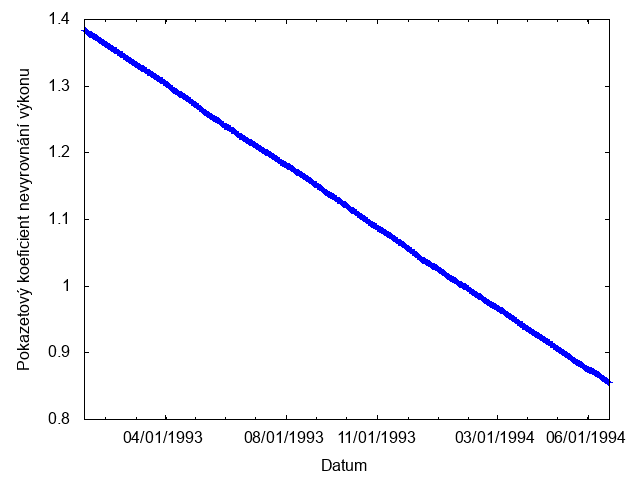 1.4
1.3
1.2
1.1
1
0.9
0.8
Pokazetový koeficient nevyrovnání výkonu
04/01/1993 08/01/1993 11/01/1993 03/01/1994 06/01/1994
Datum